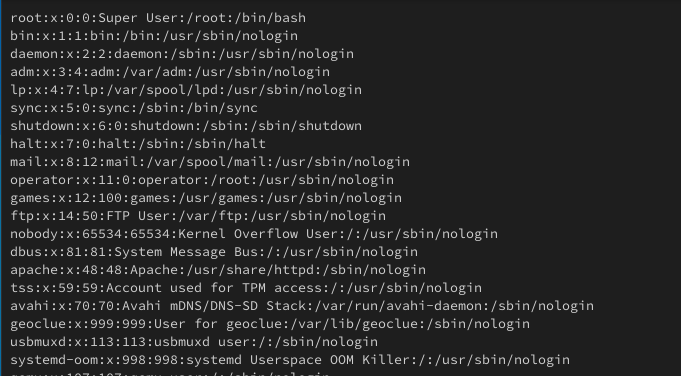 root:x:0:0:Super User:/root:/bin/bash
bin:x:1:1:bin:/bin:/usr/sbin/nologin
daemon:x:2:2:daemon:/sbin:/usr/sbin/nologin
adm:x:3:4:adm:/var/adm:/usr/sbin/nologin
lp:x:4:7:lp:/var/spool/lpd:/usr/sbin/nologin
sync:x:5:0:sync:/sbin:/bin/sync
shutdown:x:6:0:shutdown:/sbin:/sbin/shutdown
halt:x:7:0:halt:/sbin:/sbin/halt
mail:x:8:12:mail:/var/spool/mail:/usr/sbin/nologin
operator:x:11:0:operator:/root:/usr/sbin/nologin
games:x:12:100:games:/usr/games:/usr/sbin/nologin
ftp:x:14:50:FTP User:/var/ftp:/usr/sbin/nologin
nobody:x:65534:65534:Kernel Overflow User:/:/usr/sbin/nologin
dbus:x:81:81:System Message Bus:/:/usr/sbin/nologin
apache:x:48:48:Apache:/usr/share/httpd:/sbin/nologin
tss:x:59:59:Account used for TPM access:/:/usr/sbin/nologin
avahi:x:70:70:Avahi mDNS/DNS-SD Stack:/var/run/avahi-daemon:/sbin/nologin
geoclue:x:999:999:User for geoclue:/var/lib/geoclue:/sbin/nologin
usbmuxd:x:113:113:usbmuxd user:/:/sbin/nologin
systemd-oom:x:998:998:systemd Userspace OOM Killer:/:/usr/sbin/nologin